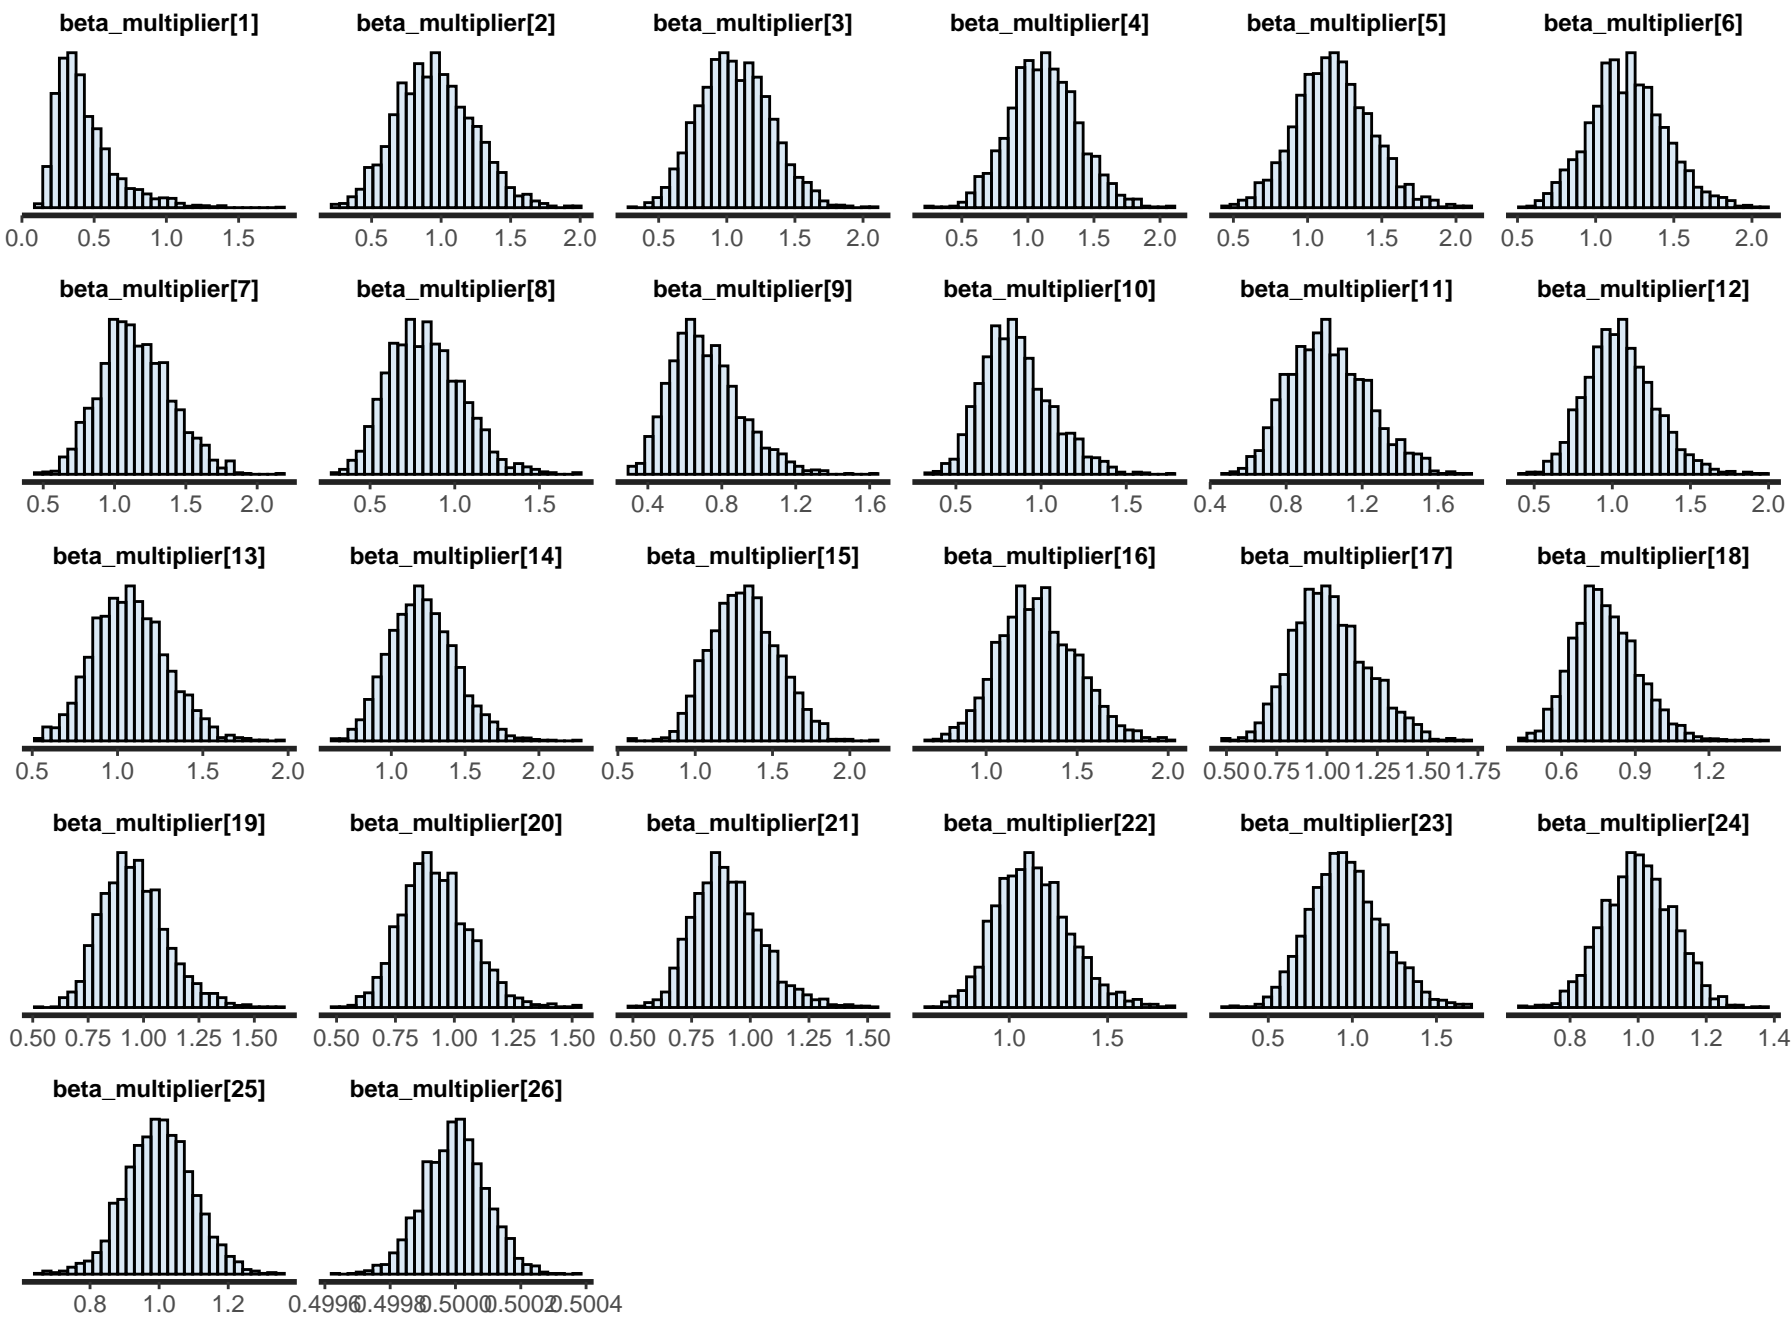 beta_multiplier[1] beta_multiplier[2] beta_multiplier[3] beta_multiplier[4] beta_multiplier[5] beta_multiplier[6]
0.0 0.5 1.0 1.5 0.5 1.0 1.5 2.0 0.5 1.0 1.5 2.0 0.5 1.0 1.5 2.0 0.5 1.0 1.5 2.0 0.5 1.0 1.5 2.0
beta_multiplier[7] beta_multiplier[8] beta_multiplier[9] beta_multiplier[10] beta_multiplier[11] beta_multiplier[12]
0.5 1.0 1.5 2.0 0.5 1.0 1.5 0.4 0.8 1.2 1.6 0.5 1.0 1.5 0.4 0.8 1.2 1.6 0.5 1.0 1.5 2.0
beta_multiplier[13] beta_multiplier[14] beta_multiplier[15] beta_multiplier[16] beta_multiplier[17] beta_multiplier[18]
0.5 1.0 1.5 2.0 1.0 1.5 2.0 0.5 1.0 1.5 2.0 1.0 1.5 2.0 0.50 0.75 1.00 1.25 1.50 1.75 0.6 0.9 1.2
beta_multiplier[19] beta_multiplier[20] beta_multiplier[21] beta_multiplier[22] beta_multiplier[23] beta_multiplier[24]
0.50 0.75 1.00 1.25 1.50 0.50 0.75 1.00 1.25 1.50 0.50 0.75 1.00 1.25 1.50 1.0 1.5 0.5 1.0 1.5 0.8 1.0 1.2 1.4
beta_multiplier[25] beta_multiplier[26]
0.8 1.0 1.2 0.4996 0.4998 0.5000 0.5002 0.5004